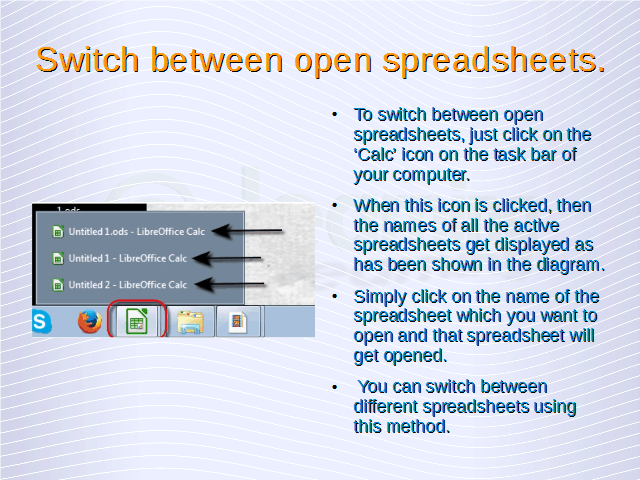 Switch between open spreadsheets.
• To switch between open
spreadsheets, just click on the
‘Calc’ icon on the task bar of
your computer.
• When this icon is clicked, then
the names of all the active
spreadsheets get displayed as
has been shown in the diagram.
• Simply click on the name of the
spreadsheet which you want to
open and that spreadsheet will
get opened.
• You can switch between
different spreadsheets using
this method.
1.ods
Untitled 1.ods - LibreOffice Calc
Untitled 1 - LibreOffice Calc
Untitled 2 - LibreOffice Calc
S